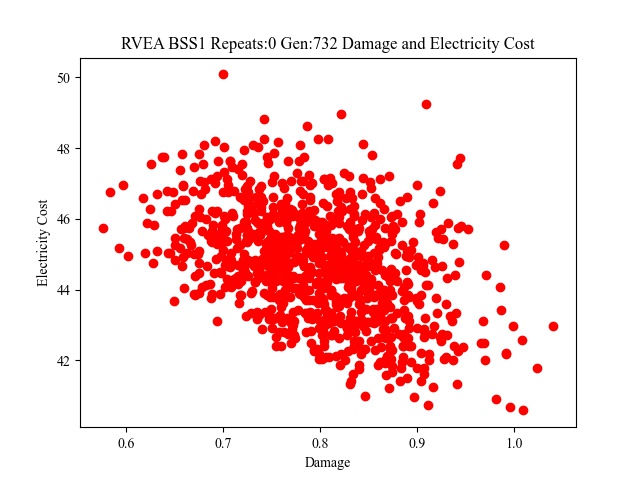 RVEA BSS1 Repeats:0 Gen:732 Damage and Electricity Cost
50
48
46
44
42
Electricity Cost
0.6 0.7 0.8 0.9 1.0
Damage